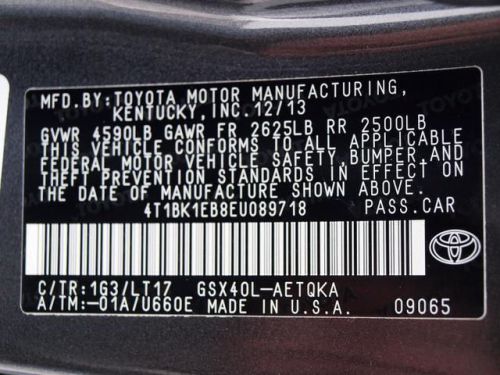 MFD.BY:TOYOTA MOTOR MANUFACTURING,
KENTUCKY, INC. 12/13
GVWR 4590LB GAWR FR 2625LB RR 2500LB
THIS VEHICLE CONFORMS TO ALL APPLICABLE
FEDERAL MOTOR VEHICLE SAFETY, BUMPER, AND
THEFT PREVENTION STANDARDS IN EFFECT ON
THE DATE OF MANUFACTURE SHOWN ABOVE.
4T1BK1EB8EU089718 PASS.CAR
C/TR:1G3/LT17 GSX40L-AETQKA
A/TM:-01A/U660E MADE IN U.S.A. 09065